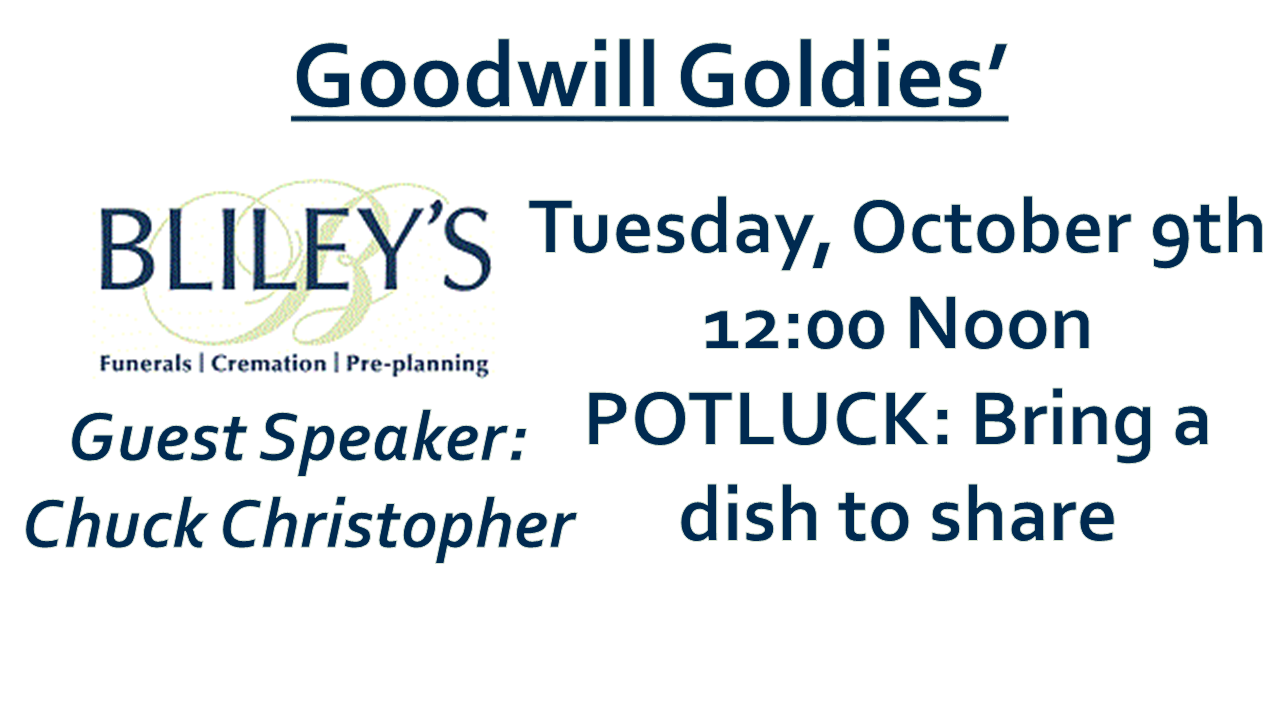 Goodwill Goldies’
BLILEY’S
Funerals | Cremation | Pre-planning
Guest Speaker:
Chuck Christopher
Tuesday, October 9th
12:00 Noon
POTLUCK: Bring a
dish to share